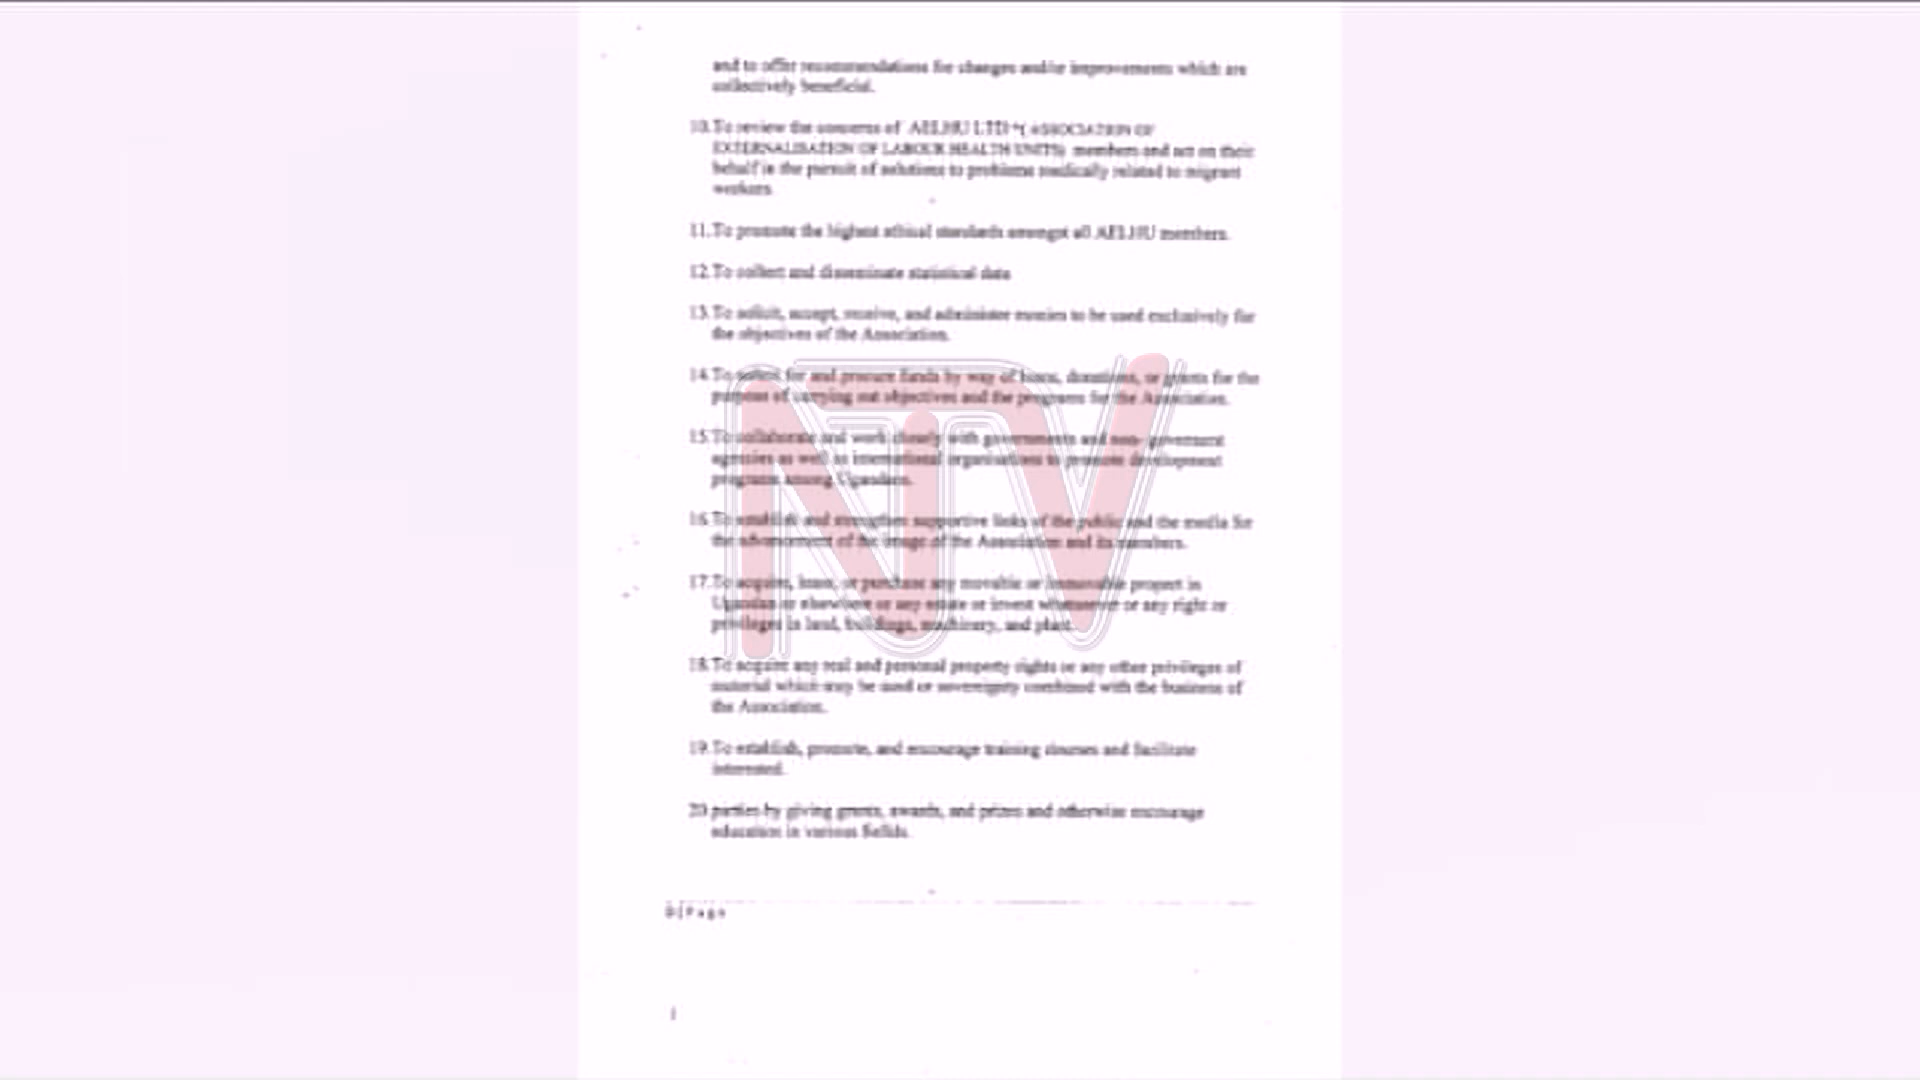 and to offer recommendations for changes and/or improvements which are
collectively beneficial.
10.To review the concerns of AELHU LTD *( ASSOCIATION OF
EXTERNALISATION OF LABOUR HEALTH UNITS) members and act on their
behalf in the pursuit of solutions to problems medically related to migrant
workers
11.To promote the highest ethical standards amongst all AELHU members.
12.To collect and disseminate statistical data
13.To solicit, accept, receive, and administer monies to be used exclusively for
the objectives of the Association.
14.To for and procure funds by way of loans, donations, or grants for the
purpose of carrying out objectives and the programs for the Association.
15.To collaborate and work closely with governments and non-
agencies as well as international organisations to promote development
programs among Ugandans.
16.To establish and strengthen supportive links of the public and the media for
the advancement of the image of the Association and its members.
17.To acquire, loan, or purchase any movable or immovable in
or elsewhere or any estate or invest or any right or
privileges in land, buildings, machinery, and plant.
18.To acquire any real and personal property rights or any other privileges of
material which may be used or combined with the business of
the Association.
19.To establish, promote, and encourage training courses and facilitate
interested.
20.parties by giving grants, awards, and prizes and otherwise encourage
education in various
NTV
| P a g e